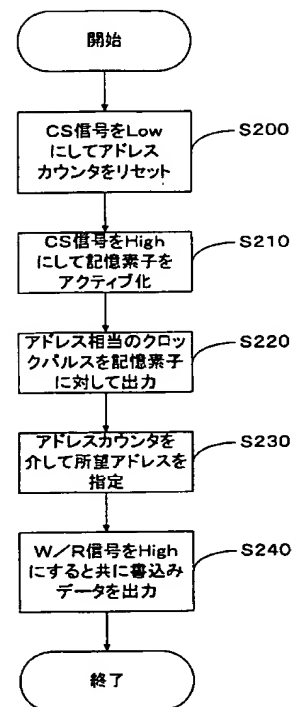 開始
CS信号をLow
にしてアドレス
カウンタをリセット
S200
CS信号をHigh
にして記憶素子を
アクティブ化
S210
アドレス相当のクロッ
クパルスを記憶素子
に対して出力
S220
アドレスカウンタを
介して所望アドレスを
指定
S230
W/R信号をHigh
にすると共に書込み
データを出力
S240
終了